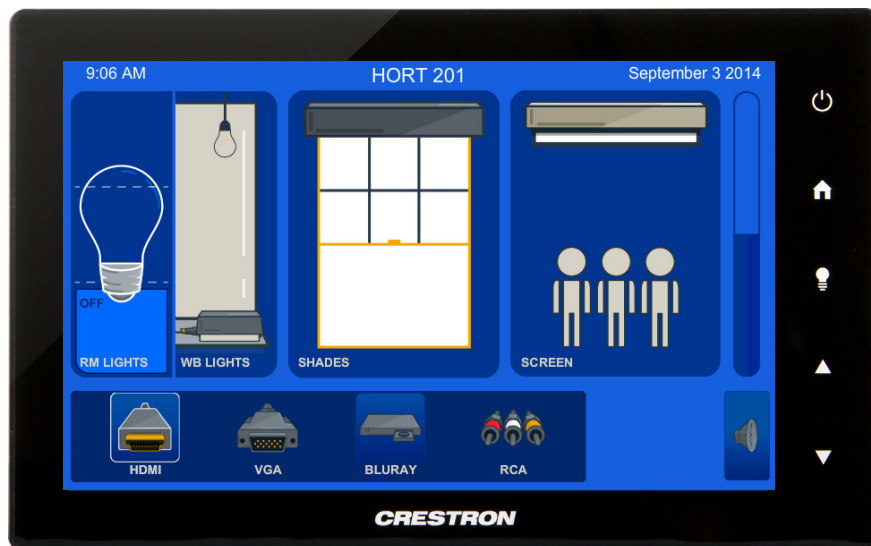 9:06 AM
HORT 201
September 3 2014
OFF
RM LIGHTS
WB LIGHTS
SHADES
SCREEN
HDMI
VGA
BLURAY
RCA
CRESTRON